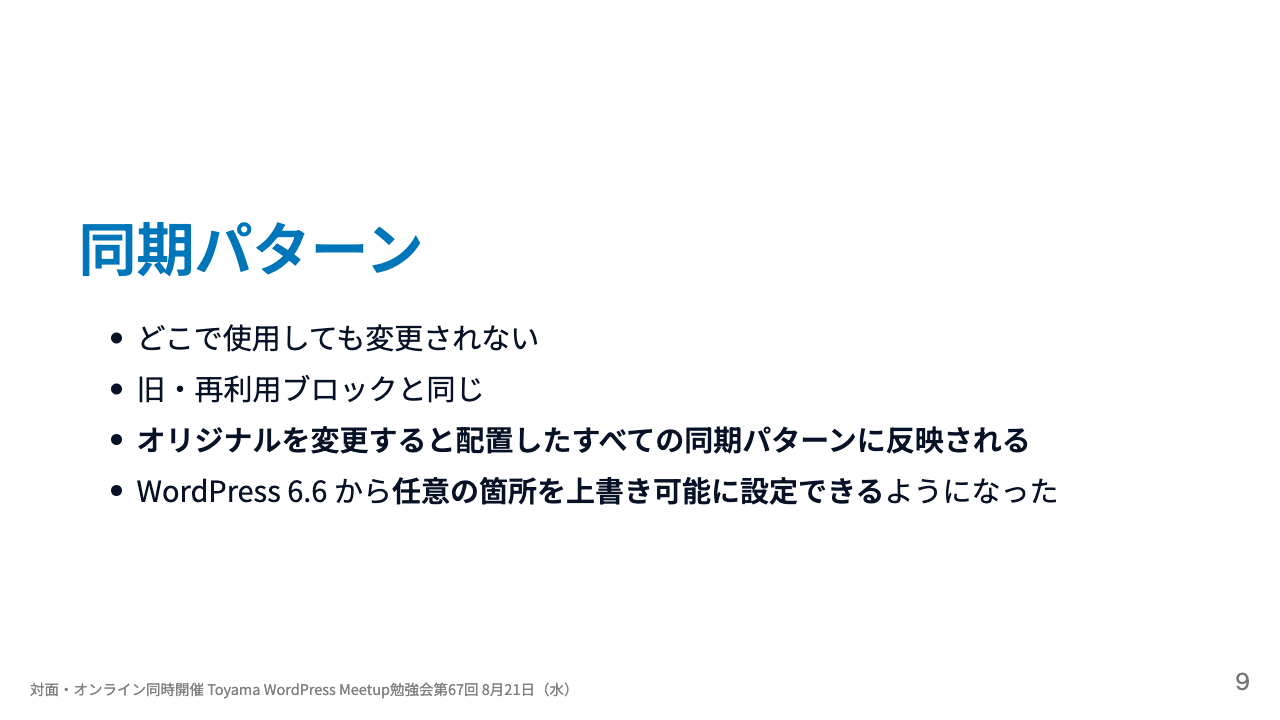 同期パターン
• どこで使用しても変更されない
• 旧・再利用ブロックと同じ
• オリジナルを変更すると配置したすべての同期パターンに反映される
• WordPress 6.6 から任意の箇所を上書き可能に設定できるようになった
対面・オンライン同時開催 Toyama WordPress Meetup勉強会第67回 8月21日（水）
9